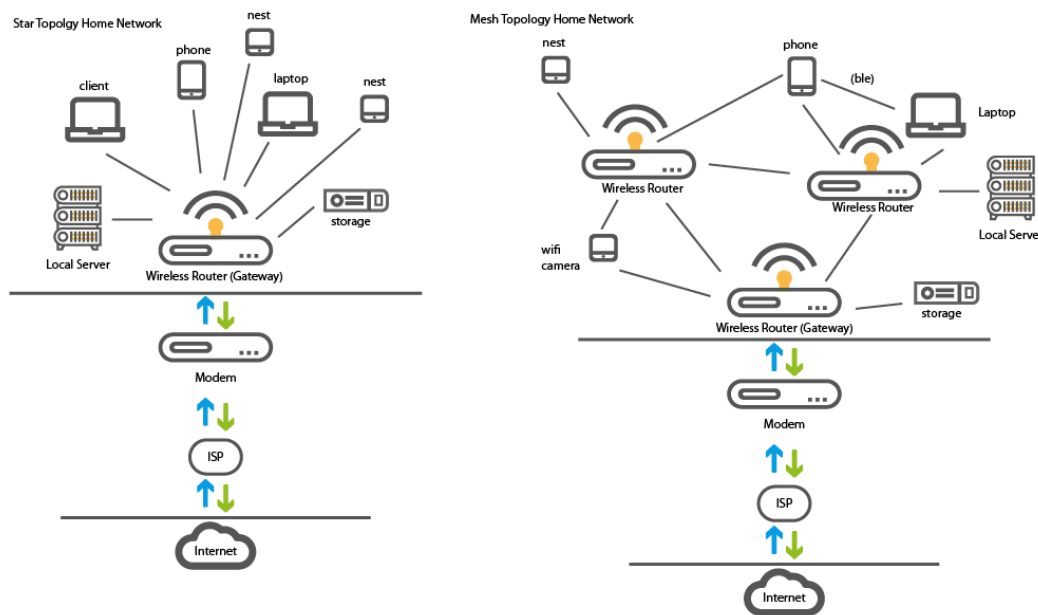 Star Topolgy Home Network
nest
phone
client
laptop
nest
Local Server
storage
Wireless Router (Gateway)
Modem
ISP
Internet
Mesh Topology Home Network
nest
phone
(ble)
Laptop
Wireless Router
Wireless Router
Local Serve
wifi
camera
storage
Wireless Router (Gateway)
Modem
ISP
Internet